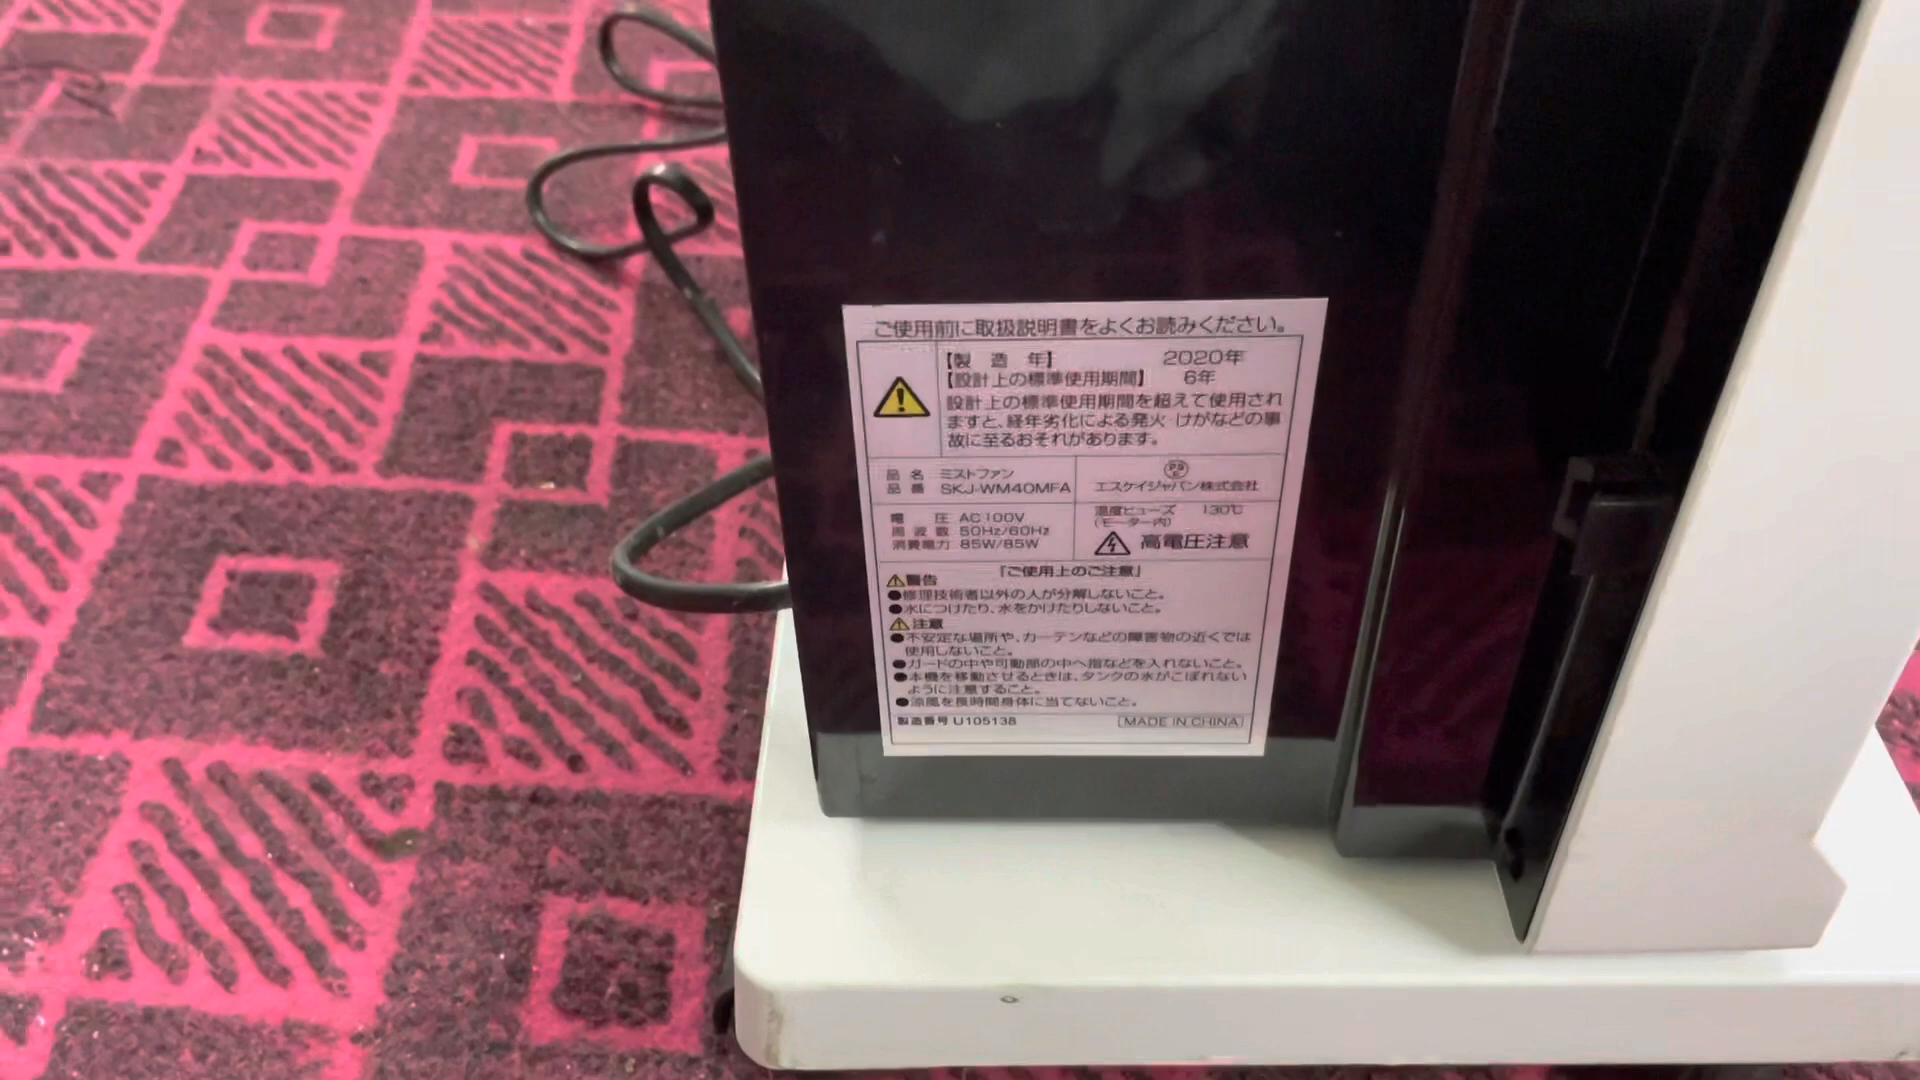 ご使用前に取扱説明書をよくお読みください。
【製 造 年】 2020年
【設計上の標準使用期間】 6年
設計上の標準使用期間を超えて使用され
ますと、経年劣化による発火・けがなどの事
故に至るおそれがあります。
品 名 ミストファン
品 番 SKJ-WM40MFA
PS
E
エスケイジャパン株式会社
電 圧 AC100V
周 波 数 50Hz/60Hz
消費電力 85W/85W
温度ヒューズ 130℃
(モーター内)
高電圧注意
「ご使用上のご注意」
警告
●修理技術者以外の人が分解しないこと。
●水につけたり、水をかけたりしないこと。
注意
●不安定な場所や、カーテンなどの障害物の近くでは
使用しないこと。
●ガードの中や可動部の中へ指などを入れないこと。
●本機を移動させるときは、タンクの水がこぼれない
ように注意すること。
●涼風を長時間身体に当てないこと。
製造番号 U105138
MADE IN CHINA